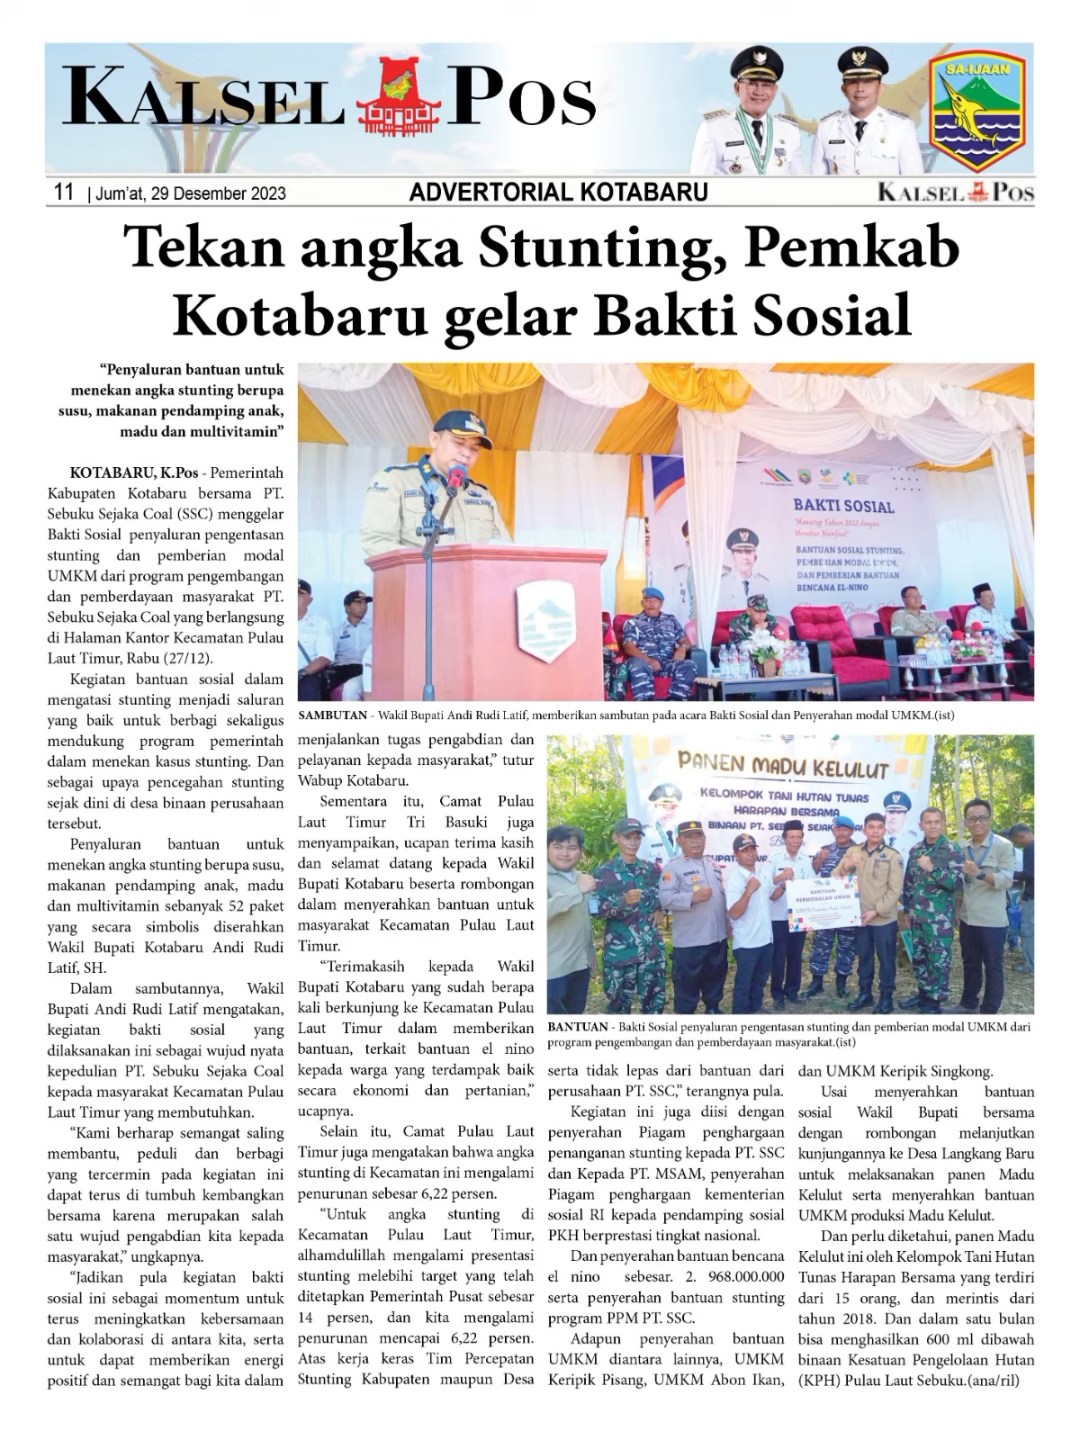 KALSEL POS
SA-IJAAN
11 | Jum'at, 29 Desember 2023
ADVERTORIAL KOTABARU
KALSEL POS
Tekan angka Stunting, Pemkab
Kotabaru gelar Bakti Sosial
“Penyaluran bantuan untuk
menekan angka stunting berupa
susu, makanan pendamping anak,
madu dan multivitamin”
KOTABARU, K.Pos - Pemerintah
Kabupaten Kotabaru bersama PT.
Sebuku Sejaka Coal (SSC) menggelar
Bakti Sosial penyaluran pengentasan
stunting dan pemberian modal
UMKM dari program pengembangan
dan pemberdayaan masyarakat PT.
Sebuku Sejaka Coal yang berlangsung
di Halaman Kantor Kecamatan Pulau
Laut Timur, Rabu (27/12).
Kegiatan bantuan sosial dalam
mengatasi stunting menjadi saluran
yang baik untuk berbagi sekaligus
mendukung program pemerintah
dalam menekan kasus stunting. Dan
sebagai upaya pencegahan stunting
sejak dini di desa binaan perusahaan
tersebut.
Penyaluran bantuan untuk
menekan angka stunting berupa susu,
makanan pendamping anak, madu
dan multivitamin sebanyak 52 paket
yang secara simbolis diserahkan
Wakil Bupati Kotabaru Andi Rudi
Latif, SH.
Dalam sambutannya, Wakil
Bupati Andi Rudi Latif mengatakan,
kegiatan bakti sosial yang
dilaksanakan ini sebagai wujud nyata
kepedulian PT. Sebuku Sejaka Coal
kepada masyarakat Kecamatan Pulau
Laut Timur yang membutuhkan.
“Kami berharap semangat saling
membantu, peduli dan berbagi
yang tercermin pada kegiatan ini
dapat terus di tumbuh kembangkan
bersama karena merupakan salah
satu wujud pengabdian kita kepada
masyarakat,” ungkapnya.
“Jadikan pula kegiatan bakti
sosial ini sebagai momentum untuk
terus meningkatkan kebersamaan
dan kolaborasi di antara kita, serta
untuk dapat memberikan energi
positif dan semangat bagi kita dalam
BAKTI SOSIAL
"Menutup Tahun 2023 dengan
Menebar Manfaat"
BANTUAN SOSIAL STUNTING,
PEMBERIAN MODAL UMKM,
DAN PEMBERIAN BANTUAN
BENCANA EL-NINO
SAMBUTAN - Wakil Bupati Andi Rudi Latif, memberikan sambutan pada acara Bakti Sosial dan Penyerahan modal UMKM.(ist)
menjalankan tugas pengabdian dan
pelayanan kepada masyarakat,” tutur
Wabup Kotabaru.
Sementara itu, Camat Pulau
Laut Timur Tri Basuki juga
menyampaikan, ucapan terima kasih
dan selamat datang kepada Wakil
Bupati Kotabaru beserta rombongan
dalam menyerahkan bantuan untuk
masyarakat Kecamatan Pulau Laut
Timur.
“Terimakasih kepada Wakil
Bupati Kotabaru yang sudah berapa
kali berkunjung ke Kecamatan Pulau
Laut Timur dalam memberikan
bantuan, terkait bantuan el nino
kepada warga yang terdampak baik
secara ekonomi dan pertanian,”
ucapnya.
Selain itu, Camat Pulau Laut
Timur juga mengatakan bahwa angka
stunting di Kecamatan ini mengalami
penurunan sebesar 6,22 persen.
“Untuk angka stunting di
Kecamatan Pulau Laut Timur,
alhamdulillah mengalami presentasi
stunting melebihi target yang telah
ditetapkan Pemerintah Pusat sebesar
14 persen, dan kita mengalami
penurunan mencapai 6,22 persen.
Atas kerja keras Tim Percepatan
Stunting Kabupaten maupun Desa
PANEN MADU KELULUT
KELOMPOK TANI HUTAN TUNAS
HARAPAN BERSAMA
BINAAN PT.
BANTUAN
PERMODALAN UMKM
BANTUAN - Bakti Sosial penyaluran pengentasan stunting dan pemberian modal UMKM dari
program pengembangan dan pemberdayaan masyarakat.(ist)
serta tidak lepas dari bantuan dari
perusahaan PT. SSC,” terangnya pula.
Kegiatan ini juga diisi dengan
penyerahan Piagam penghargaan
penanganan stunting kepada PT. SSC
dan Kepada PT. MSAM, penyerahan
Piagam penghargaan kementerian
sosial RI kepada pendamping sosial
PKH berprestasi tingkat nasional.
Dan penyerahan bantuan bencana
el nino sebesar. 2. 968.000.000
serta penyerahan bantuan stunting
program PPM PT. SSC.
Adapun penyerahan bantuan
UMKM diantara lainnya, UMKM
Keripik Pisang, UMKM Abon Ikan,
dan UMKM Keripik Singkong.
Usai menyerahkan bantuan
sosial Wakil Bupati bersama
dengan rombongan melanjutkan
kunjungannya ke Desa Langkang Baru
untuk melaksanakan panen Madu
Kelulut serta menyerahkan bantuan
UMKM produksi Madu Kelulut.
Dan perlu diketahui, panen Madu
Kelulut ini oleh Kelompok Tani Hutan
Tunas Harapan Bersama yang terdiri
dari 15 orang, dan merintis dari
tahun 2018. Dan dalam satu bulan
bisa menghasilkan 600 ml dibawah
binaan Kesatuan Pengelolaan Hutan
(KPH) Pulau Laut Sebuku.(ana/ril)